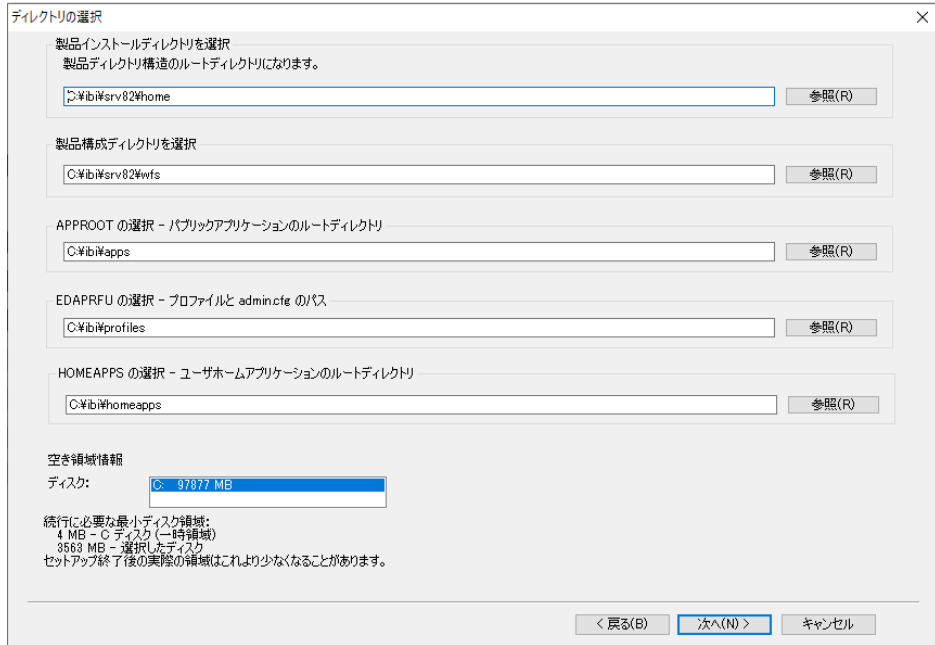 ディレクトリの選択
製品インストールディレクトリを選択
製品ディレクトリ構造のルートディレクトリになります。
C:¥ibi¥srv82¥home
参照(R)
製品構成ディレクトリを選択
C:¥ibi¥srv82¥wfs
参照(R)
APPROOT の選択 - パブリックアプリケーションのルートディレクトリ
C:¥ibi¥apps
参照(R)
EDAPRFU の選択 - プロファイルと admin.cfg のパス
C:¥ibi¥profiles
参照(R)
HOMEAPPS の選択 - ユーザホームアプリケーションのルートディレクトリ
C:¥ibi¥homeapps
参照(R)
空き領域情報
ディスク:
C: 97877 MB
続行に必要な最小ディスク領域:
4 MB - C ディスク (一時領域)
3563 MB - 選択したディスク
セットアップ終了後の実際の領域はこれより少なくなることがあります。
< 戻る(B)
次へ(N) >
キャンセル